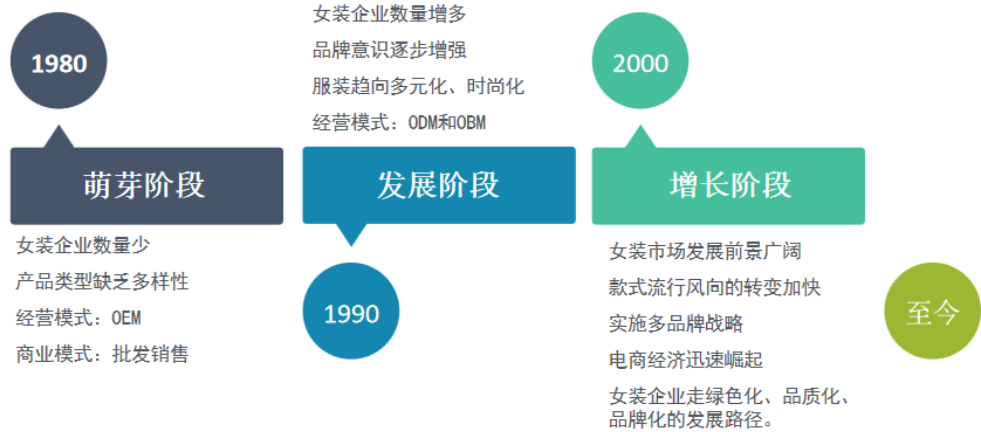 1980
萌芽阶段
女装企业数量少
产品类型缺乏多样性
经营模式：OEM
商业模式：批发销售
女装企业数量增多
品牌意识逐步增强
服装趋向多元化、时尚化
经营模式：ODM和OBM
发展阶段
1990
2000
增长阶段
女装市场发展前景广阔
款式流行风向的转变加快
实施多品牌战略
电商经济迅速崛起
女装企业走绿色化、品质化、
品牌化的发展路径。
至今